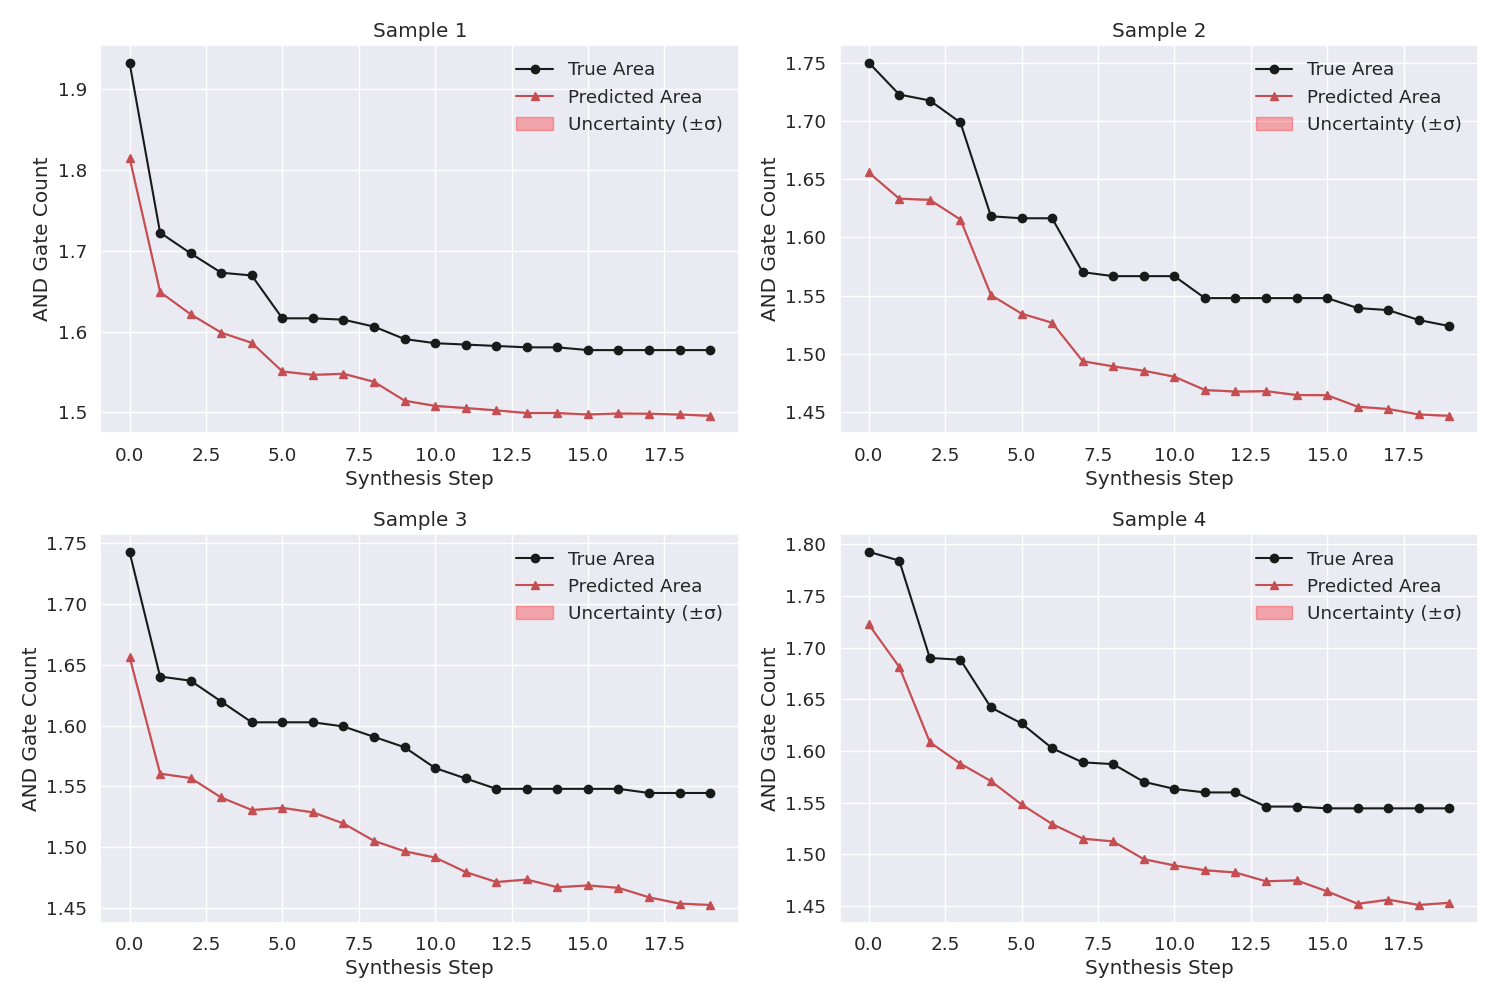 Sample 1
True Area
Predicted Area
Uncertainty (±σ)
AND Gate Count
1.9
1.8
1.7
1.6
1.5
0.0 2.5 5.0 7.5 10.0 12.5 15.0 17.5
Synthesis Step
Sample 2
True Area
Predicted Area
Uncertainty (±σ)
AND Gate Count
1.75
1.70
1.65
1.60
1.55
1.50
1.45
0.0 2.5 5.0 7.5 10.0 12.5 15.0 17.5
Synthesis Step
Sample 3
True Area
Predicted Area
Uncertainty (±σ)
AND Gate Count
1.75
1.70
1.65
1.60
1.55
1.50
1.45
0.0 2.5 5.0 7.5 10.0 12.5 15.0 17.5
Synthesis Step
Sample 4
True Area
Predicted Area
Uncertainty (±σ)
AND Gate Count
1.80
1.75
1.70
1.65
1.60
1.55
1.50
1.45
0.0 2.5 5.0 7.5 10.0 12.5 15.0 17.5
Synthesis Step